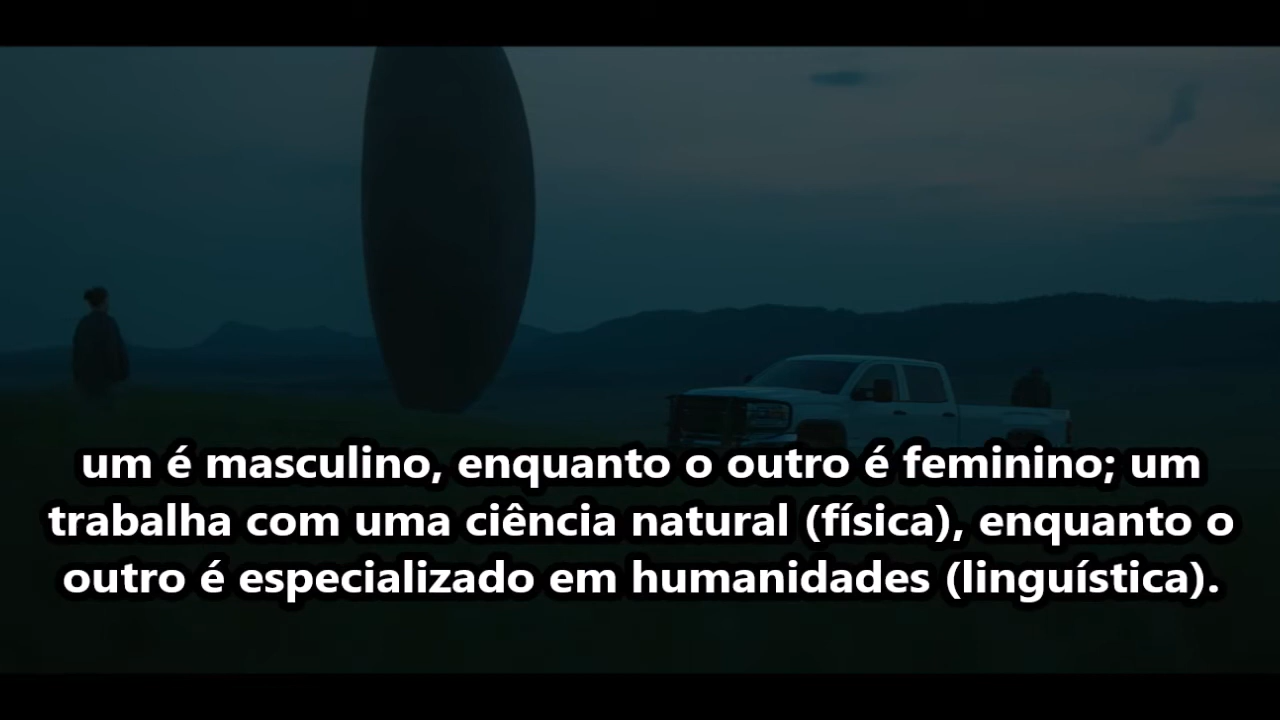 um é masculino, enquanto o outro é feminino; um
trabalha com uma ciência natural (física), enquanto o
outro é especializado em humanidades (linguística).